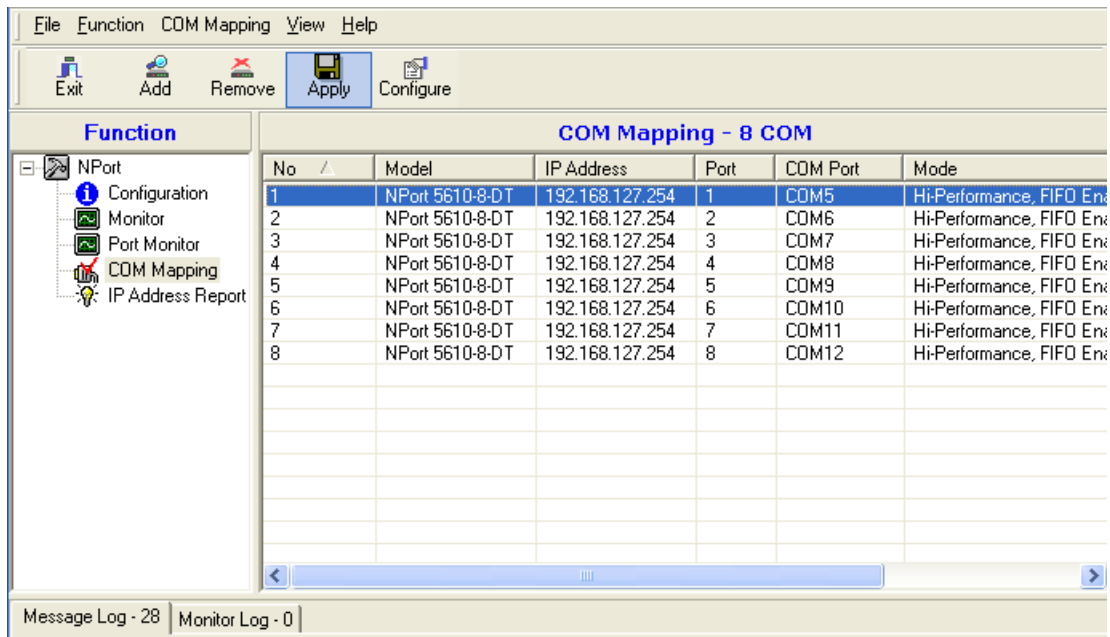 File Function COM Mapping View Help
Exit Add Remove Apply Configure
Function
NPort
Configuration
Monitor
Port Monitor
COM Mapping
IP Address Report
COM Mapping - 8 COM
No Model IP Address Port COM Port Mode
1 NPort 5610-8-DT 192.168.127.254 1 COM5 Hi-Performance, FIFO Ena
2 NPort 5610-8-DT 192.168.127.254 2 COM6 Hi-Performance, FIFO Ena
3 NPort 5610-8-DT 192.168.127.254 3 COM7 Hi-Performance, FIFO Ena
4 NPort 5610-8-DT 192.168.127.254 4 COM8 Hi-Performance, FIFO Ena
5 NPort 5610-8-DT 192.168.127.254 5 COM9 Hi-Performance, FIFO Ena
6 NPort 5610-8-DT 192.168.127.254 6 COM10 Hi-Performance, FIFO Ena
7 NPort 5610-8-DT 192.168.127.254 7 COM11 Hi-Performance, FIFO Ena
8 NPort 5610-8-DT 192.168.127.254 8 COM12 Hi-Performance, FIFO Ena
Message Log - 28 Monitor Log - 0